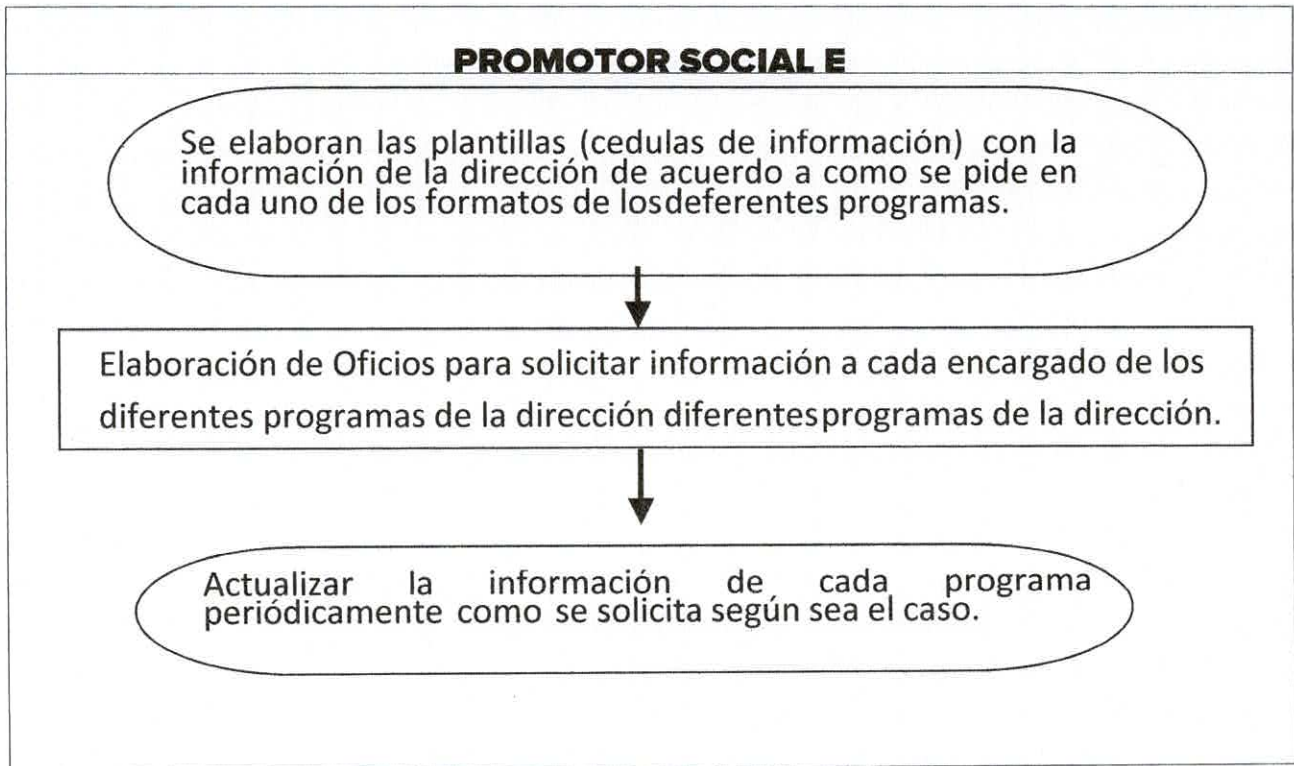 PROMOTOR SOCIAL E
Se elaboran las plantillas (cedulas de información) con la
información de la dirección de acuerdo a como se pide en
cada uno de los formatos de losdeferentes programas.
Elaboración de Oficios para solicitar información a cada encargado de los
diferentes programas de la dirección diferentesprogramas de la dirección.
Actualizar la información de cada programa
periódicamente como se solicita según sea el caso.